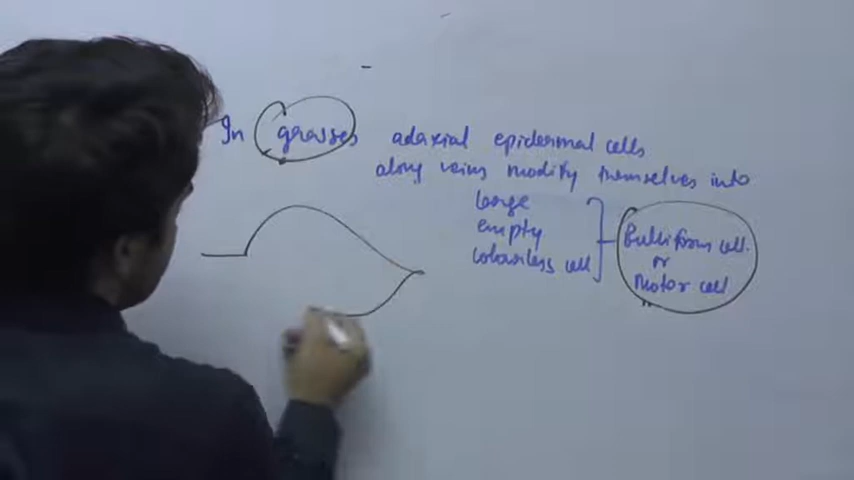 In grasses adaxial epidermal cells
along veins modify themselves into
large
empty
colourless cell
Bulliform cell.
or
Motor cell